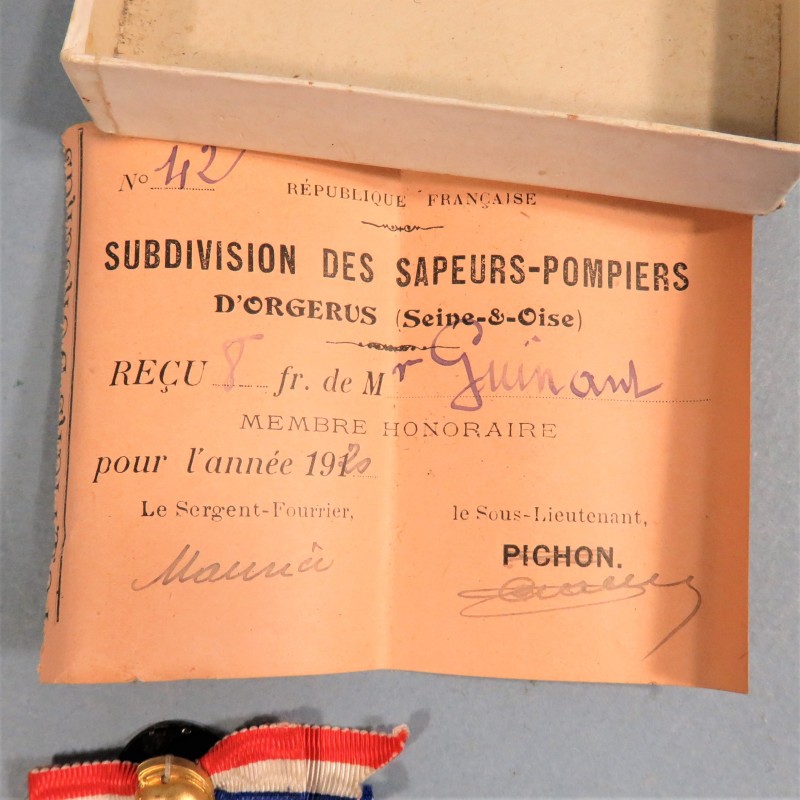 No 42
RÉPUBLIQUE FRANÇAISE
SUBDIVISION DES SAPEURS-POMPIERS
D'ORGERUS (Seine-&-Oise)
REÇU 8 fr. de Mr Guinant
MEMBRE HONORAIRE
pour l'année 191
Le Sergent-Fourrier,
le Sous-Lieutenant,
PICHON.